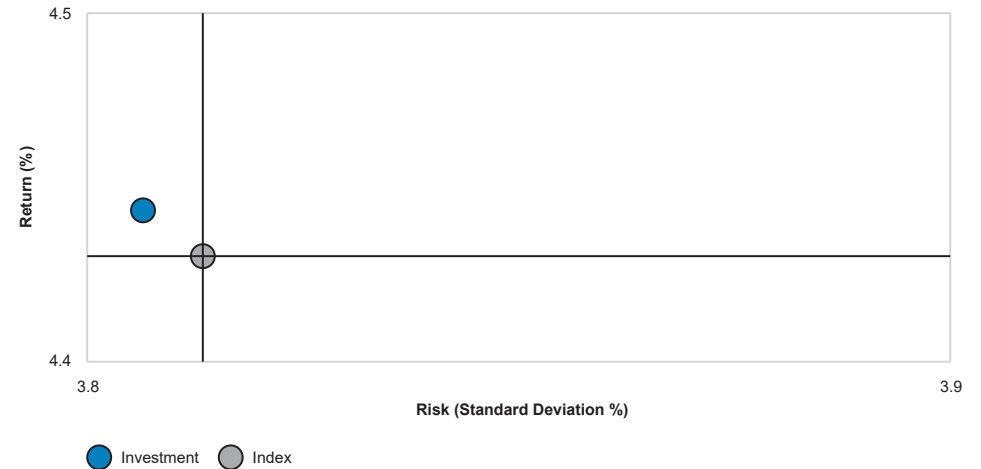 4.5
Return (%)
4.4
3.8
3.9
Risk (Standard Deviation %)
Investment
Index